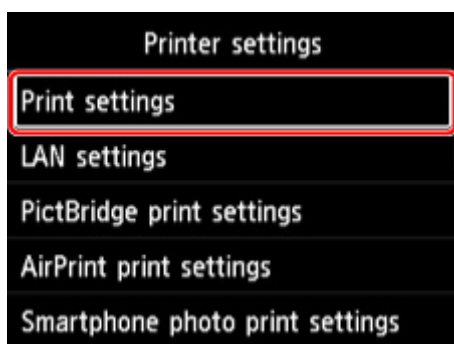 Printer settings
Print settings
LAN settings
PictBridge print settings
AirPrint print settings
Smartphone photo print settings